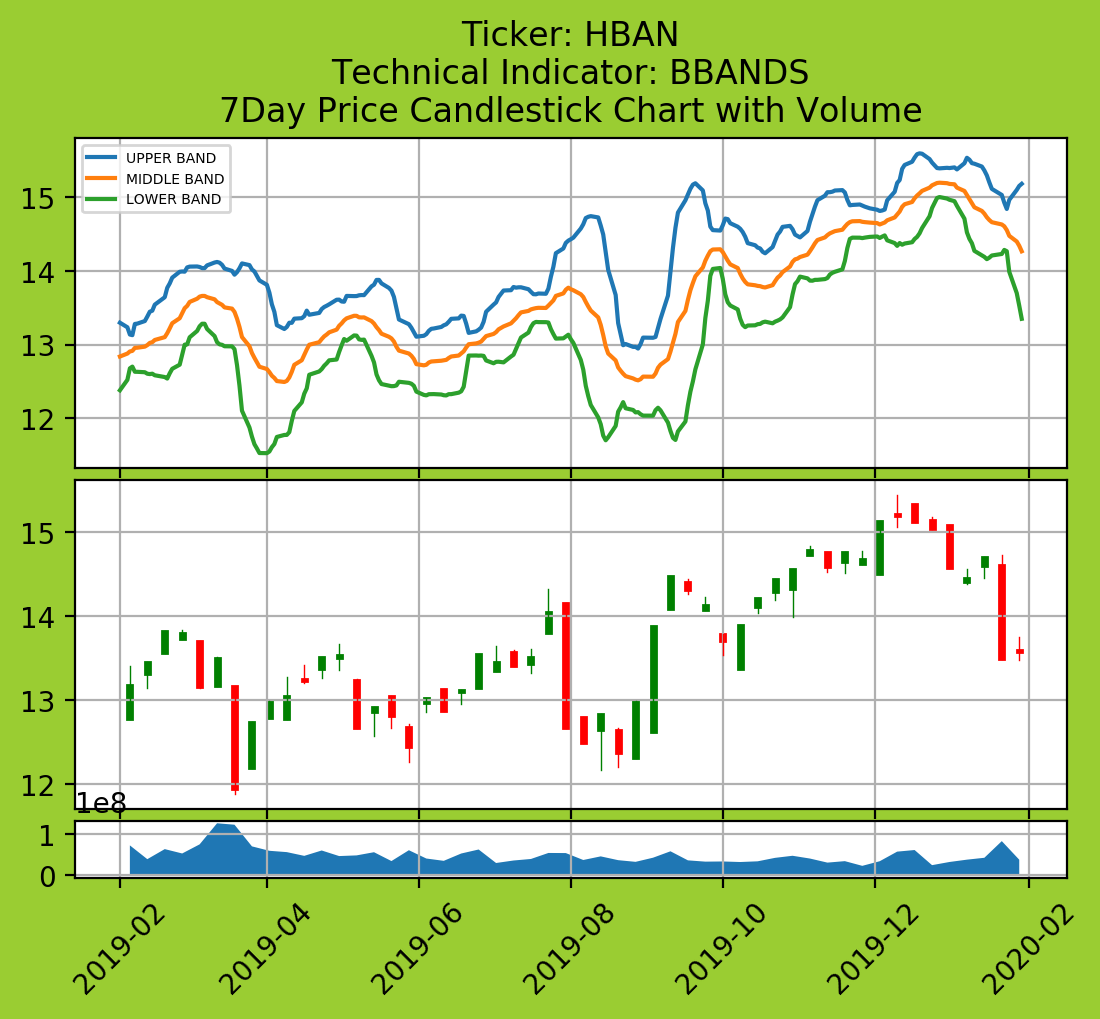 Ticker: HBAN
Technical Indicator: BBANDS
7Day Price Candlestick Chart with Volume
UPPER BAND
MIDDLE BAND
LOWER BAND
15
14
13
12
15
14
13
12
1e8
1
0
2019-02
2019-04
2019-06
2019-08
2019-10
2019-12
2020-02